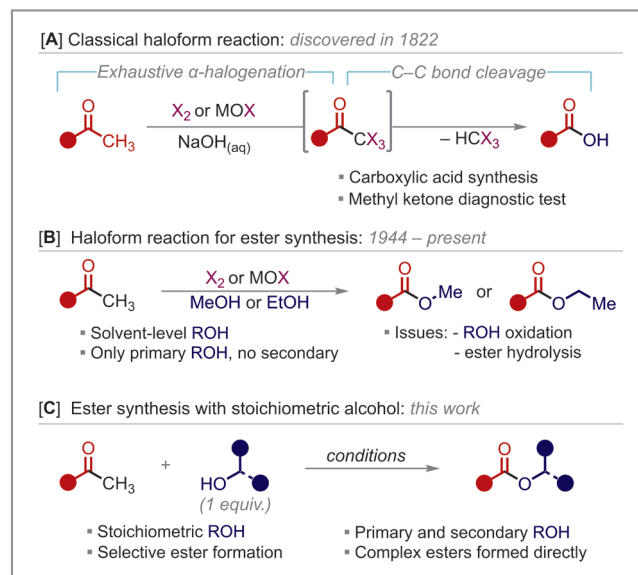 [A] Classical haloform reaction: discovered in 1822
Exhaustive α-halogenation
C–C bond cleavage
O
CH3
X2 or MOX
NaOH(aq)
O
CX3
– HCX3
O
OH
▪ Carboxylic acid synthesis
▪ Methyl ketone diagnostic test
[B] Haloform reaction for ester synthesis: 1944 – present
O
CH3
X2 or MOX
MeOH or EtOH
O
O
Me
or
O
O
Me
▪ Solvent-level ROH
▪ Only primary ROH, no secondary
▪ Issues: - ROH oxidation
- ester hydrolysis
[C] Ester synthesis with stoichiometric alcohol: this work
O
CH3
+
HO
(1 equiv.)
conditions
O
O
▪ Stoichiometric ROH
▪ Selective ester formation
▪ Primary and secondary ROH
▪ Complex esters formed directly